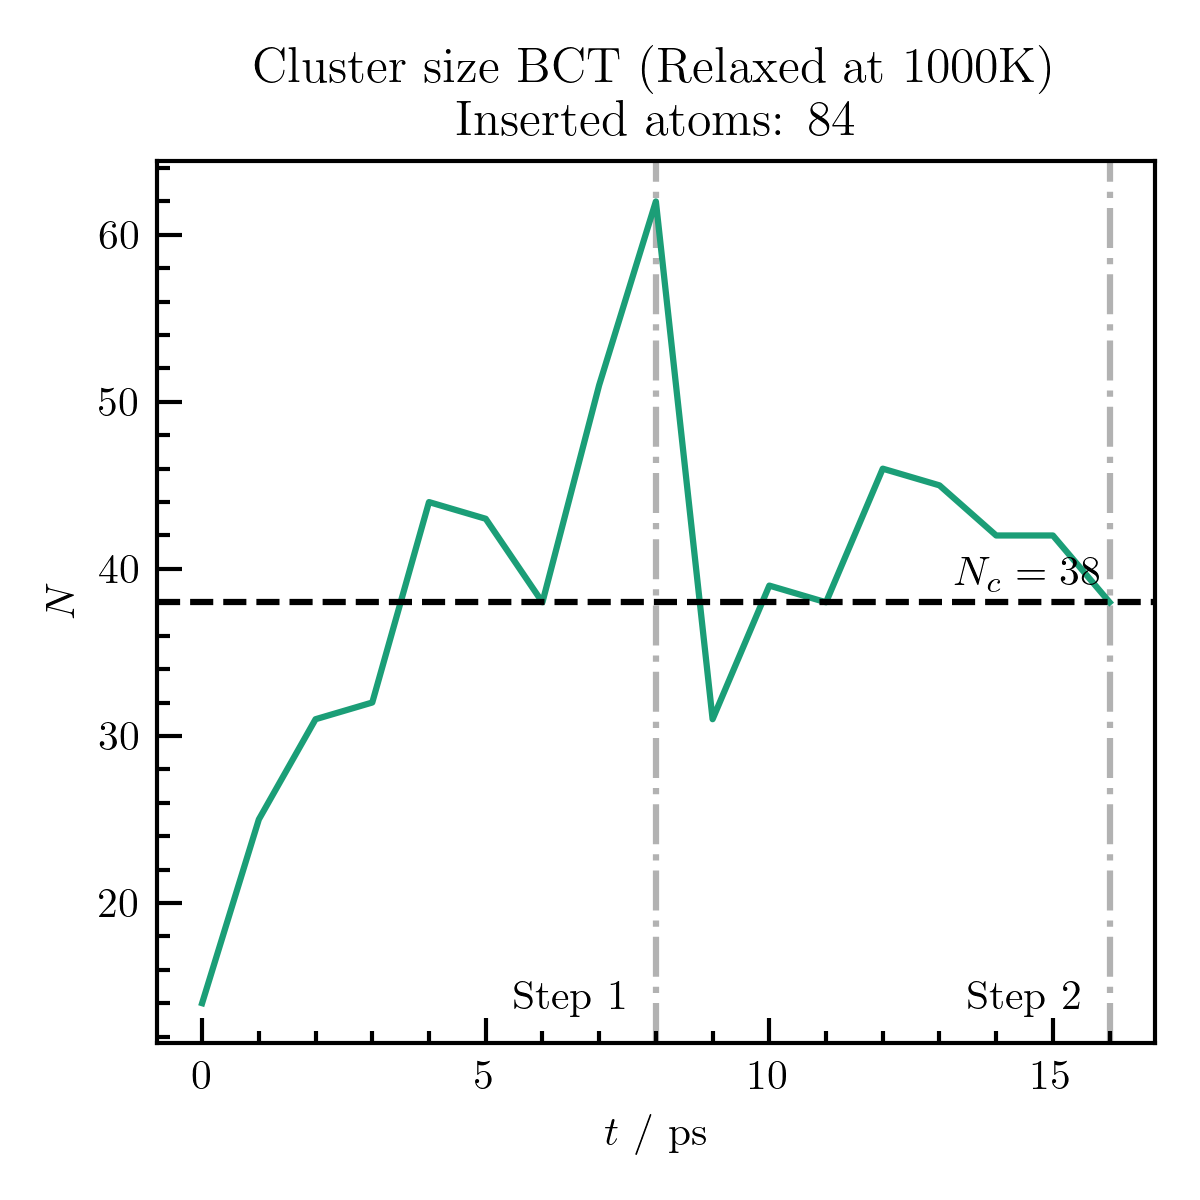 Cluster size BCT (Relaxed at 1000K)
Inserted atoms: 84
60
50
40
30
20
N
N_c = 38
Step 1
Step 2
0 5 10 15
t / ps